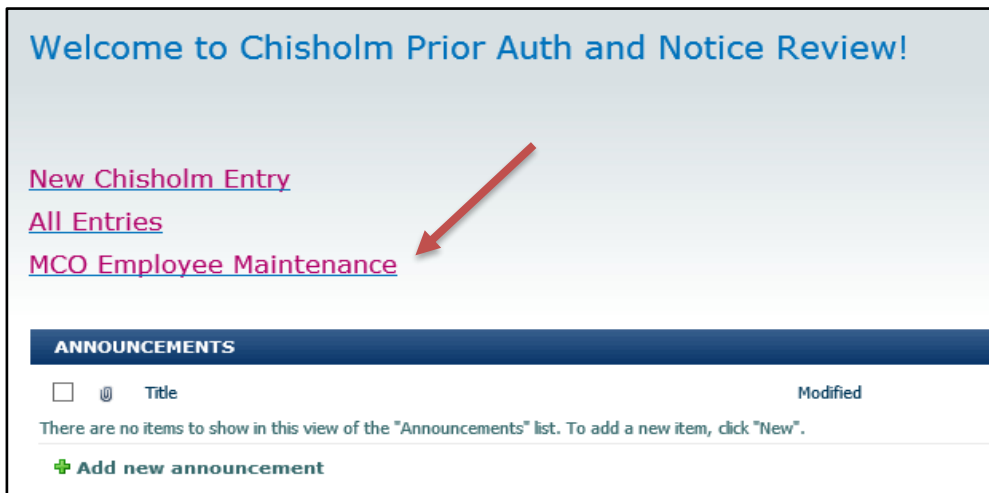 Welcome to Chisholm Prior Auth and Notice Review!
New Chisholm Entry
All Entries
MCO Employee Maintenance
ANNOUNCEMENTS
Title Modified
There are no items to show in this view of the "Announcements" list. To add a new item, click "New".
Add new announcement